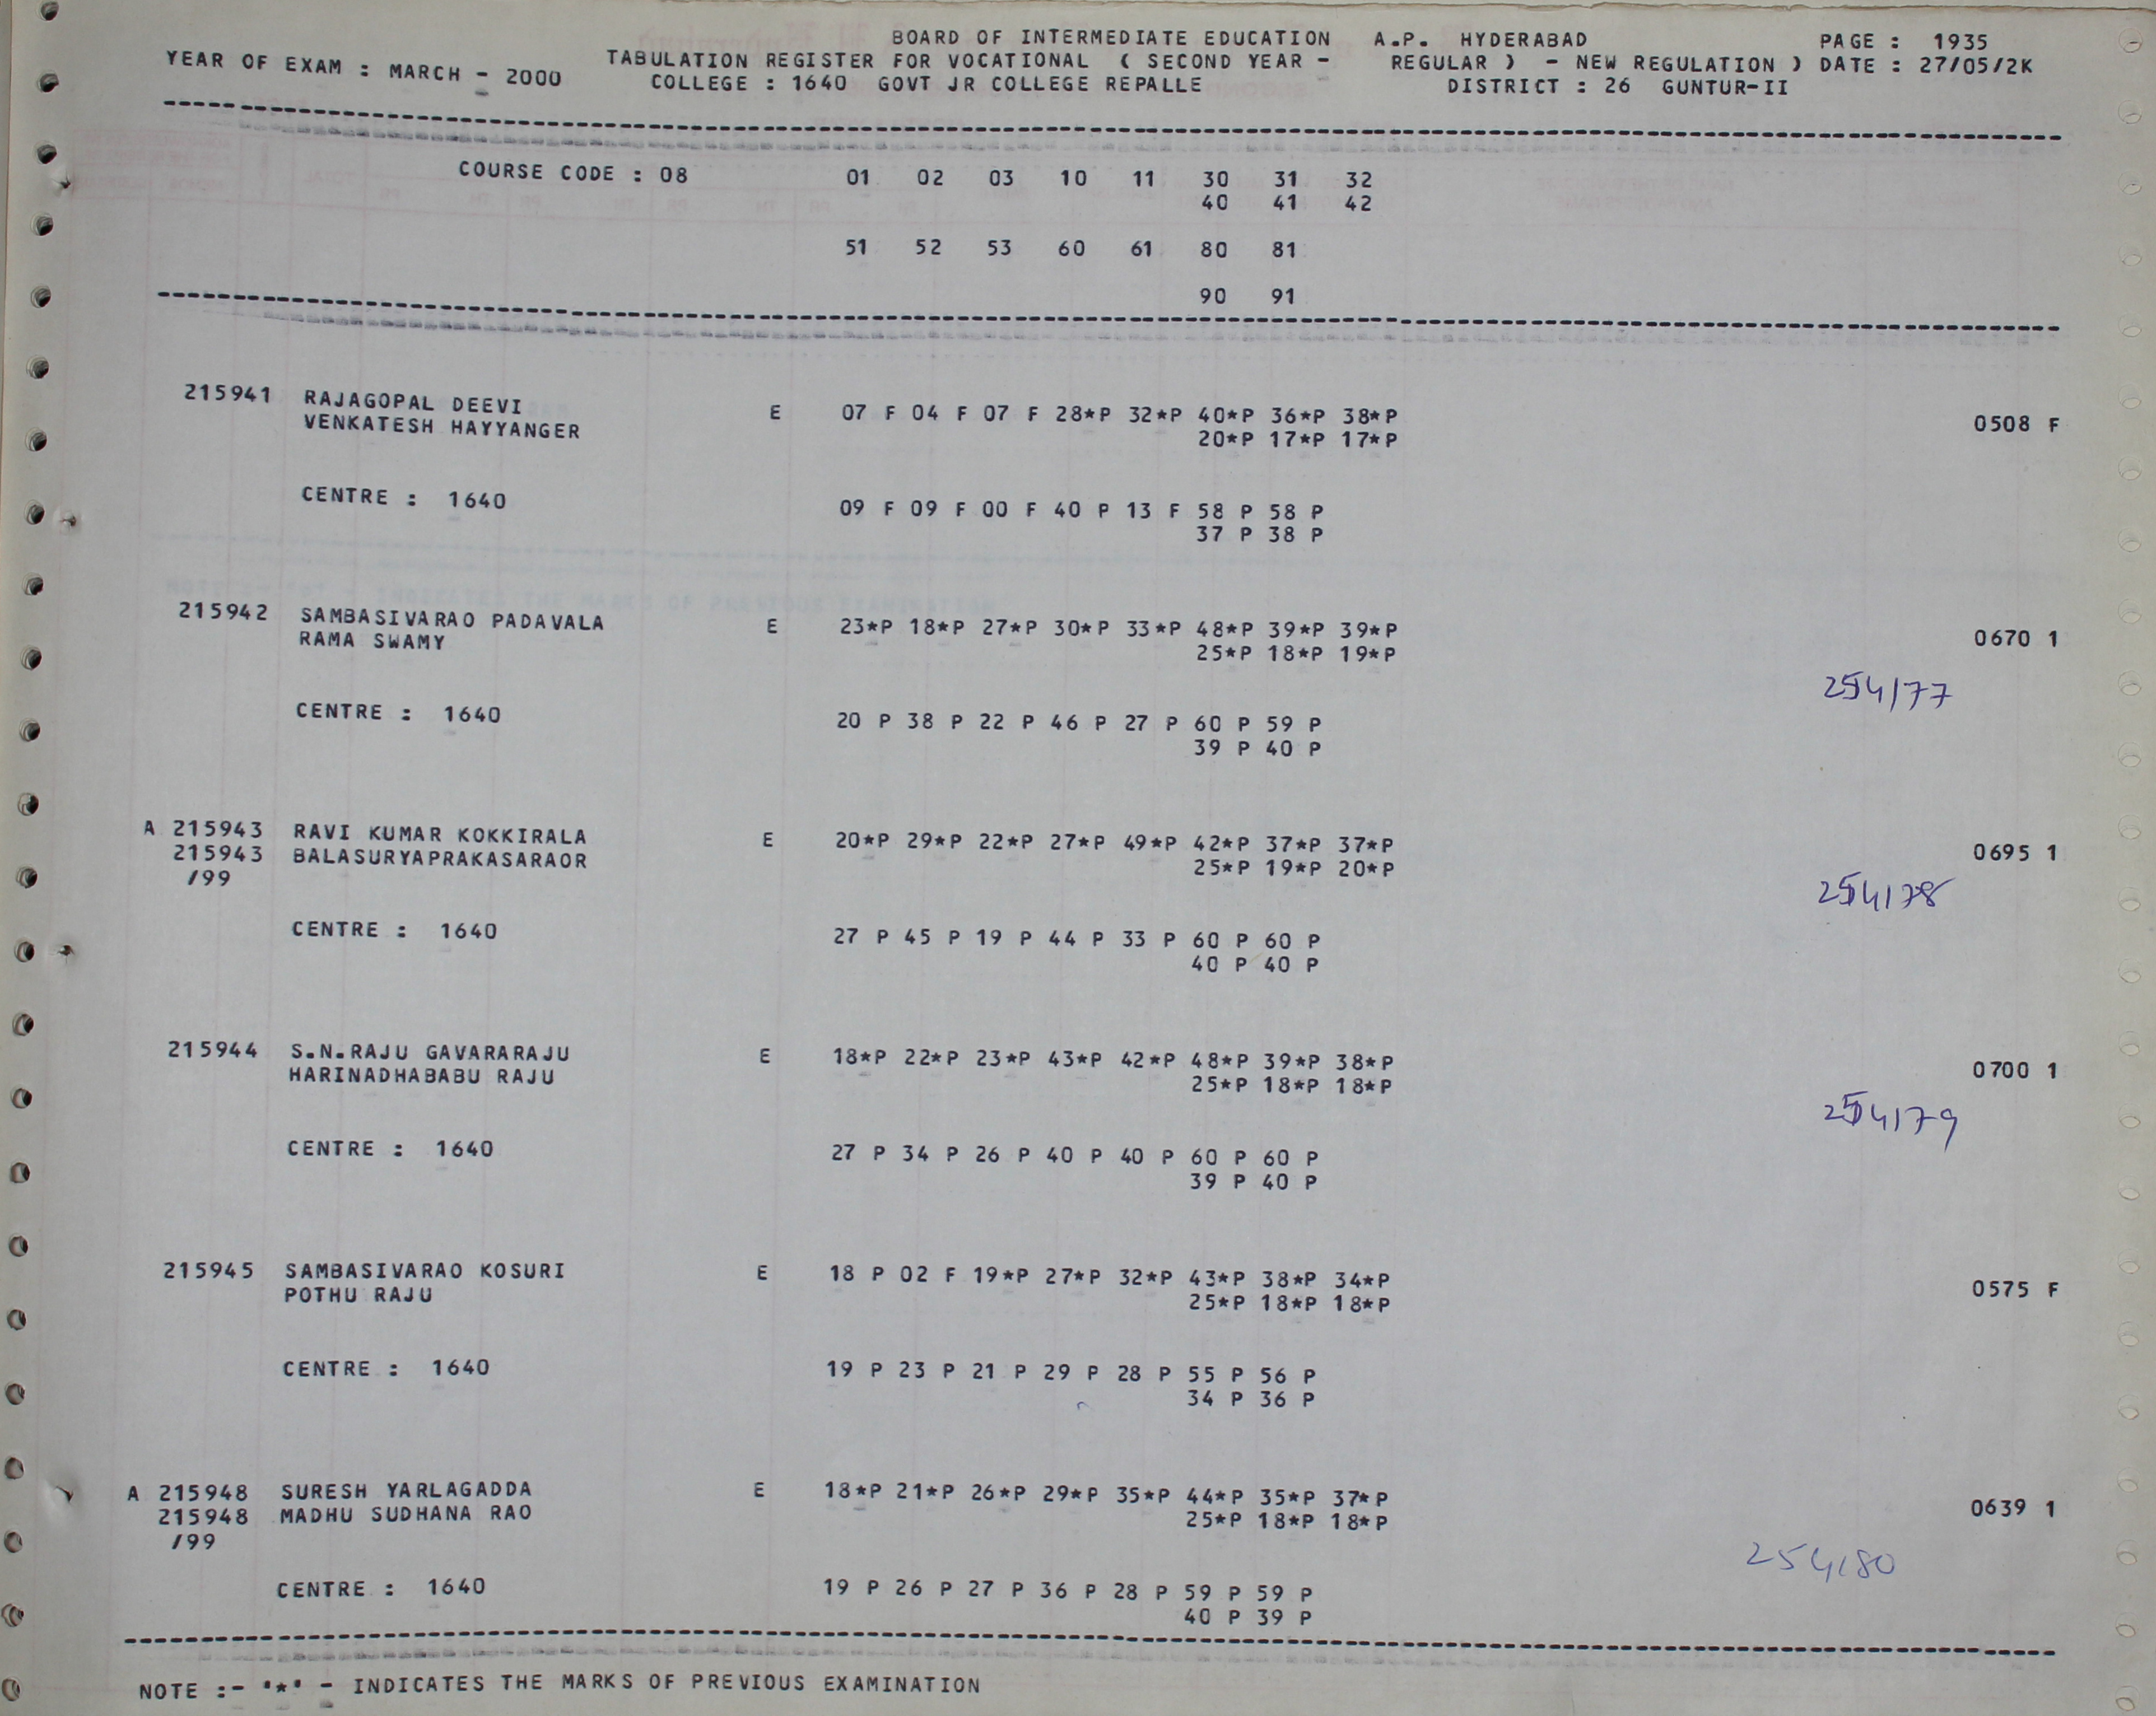 BOARD OF INTERMEDIATE EDUCATION A.P. HYDERABAD PAGE : 1935
YEAR OF EXAM : MARCH - 2000 TABULATION REGISTER FOR VOCATIONAL ( SECOND YEAR - REGULAR ) - NEW REGULATION ) DATE : 27/05/2K
COLLEGE : 1640 GOVT JR COLLEGE REPALLE DISTRICT : 26 GUNTUR-II
COURSE CODE : 08 01 02 03 10 11 30 31 32
40 41 42
51 52 53 60 61 80 81
90 91
215941 RAJAGOPAL DEEVI E 07 F 04 F 07 F 28*P 32*P 40*P 36*P 38*P 0508 F
VENKATESH HAYYANGER 20*P 17*P 17*P
CENTRE : 1640 09 F 09 F 00 F 40 P 13 F 58 P 58 P
37 P 38 P
215942 SAMBASIVARAO PADAVALA E 23*P 18*P 27*P 30*P 33*P 48*P 39*P 39*P 0670 1
RAMA SWAMY 25*P 18*P 19*P
254177
CENTRE : 1640 20 P 38 P 22 P 46 P 27 P 60 P 59 P
39 P 40 P
A 215943 RAVI KUMAR KOKKIRALA E 20*P 29*P 22*P 27*P 49*P 42*P 37*P 37*P 0695 1
215943 BALASURYAPRAKASARAOR 25*P 19*P 20*P
/99
254178
CENTRE : 1640 27 P 45 P 19 P 44 P 33 P 60 P 60 P
40 P 40 P
215944 S.N.RAJU GAVARARAJU E 18*P 22*P 23*P 43*P 42*P 48*P 39*P 38*P 0700 1
HARINADHABABU RAJU 25*P 18*P 18*P
254179
CENTRE : 1640 27 P 34 P 26 P 40 P 40 P 60 P 60 P
39 P 40 P
215945 SAMBASIVARAO KOSURI E 18 P 02 F 19*P 27*P 32*P 43*P 38*P 34*P 0575 F
POTHU RAJU 25*P 18*P 18*P
CENTRE : 1640 19 P 23 P 21 P 29 P 28 P 55 P 56 P
34 P 36 P
A 215948 SURESH YARLAGADDA E 18*P 21*P 26*P 29*P 35*P 44*P 35*P 37*P 0639 1
215948 MADHU SUDHANA RAO 25*P 18*P 18*P
/99
254180
CENTRE : 1640 19 P 26 P 27 P 36 P 28 P 59 P 59 P
40 P 39 P
NOTE :- '*' - INDICATES THE MARKS OF PREVIOUS EXAMINATION